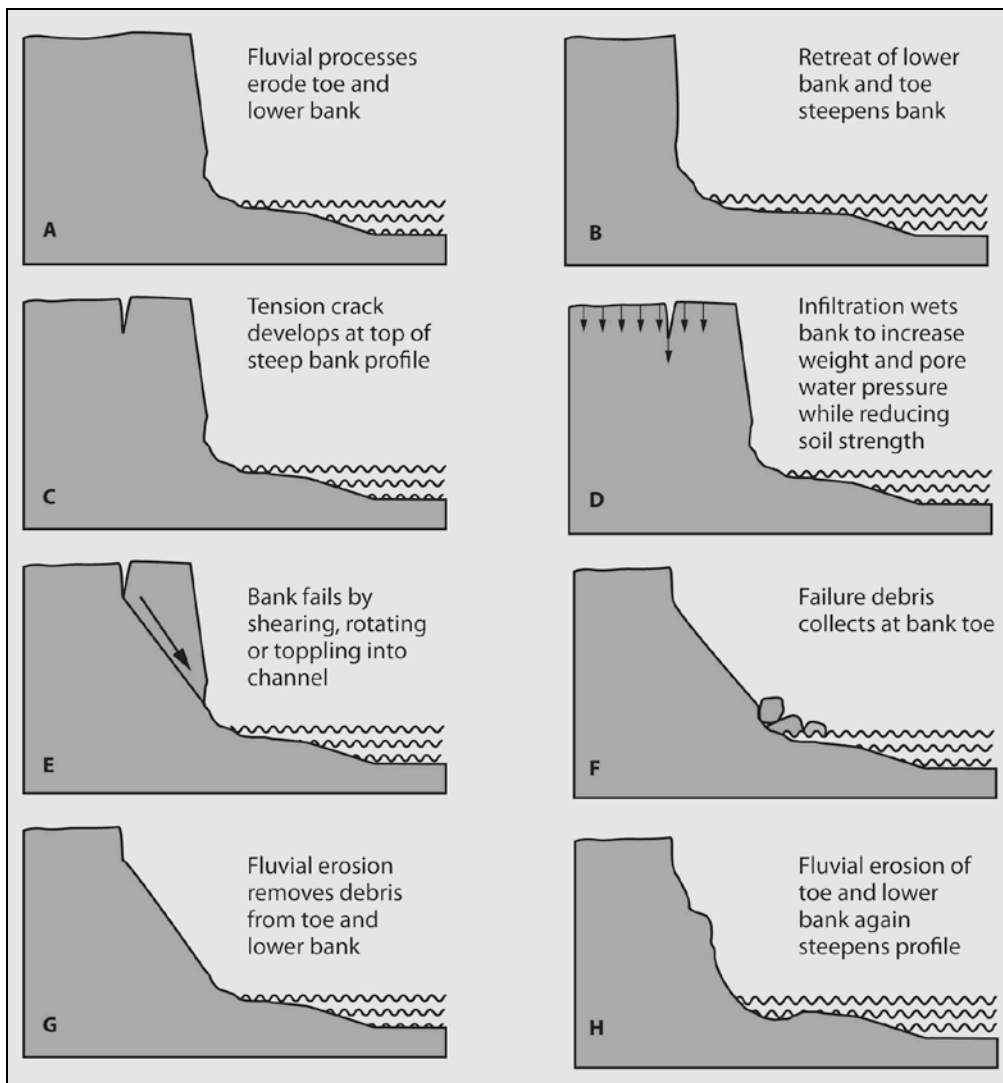 Fluvial processes
erode toe and
lower bank
A
Retreat of lower
bank and toe
steepens bank
B
Tension crack
develops at top of
steep bank profile
C
Infiltration wets
bank to increase
weight and pore
water pressure
while reducing
soil strength
D
Bank fails by
shearing, rotating
or toppling into
channel
E
Failure debris
collects at bank toe
F
Fluvial erosion
removes debris
from toe and
lower bank
G
Fluvial erosion of
toe and lower
bank again
steepens profile
H